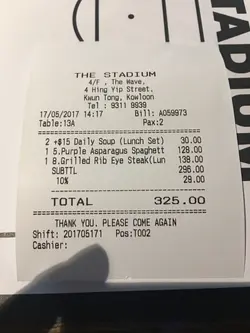 STADIUM
THE STADIUM
4/F , The Wave,
4 Hing Yip Street,
Kwun Tong, Kowloon
Tel : 9311 9939
17/05/2017 14:17 Bill: A059973
Table:13A Pax:2
2 +$15 Daily Soup (Lunch Set) 30.00
1 5.Purple Asparagus Spaghett 128.00
1 8.Grilled Rib Eye Steak(Lun 138.00
SUBTTL 296.00
10% 29.00
TOTAL 325.00
THANK YOU. PLEASE COME AGAIN
Shift: 201705171 Pos:T002
Cashier: